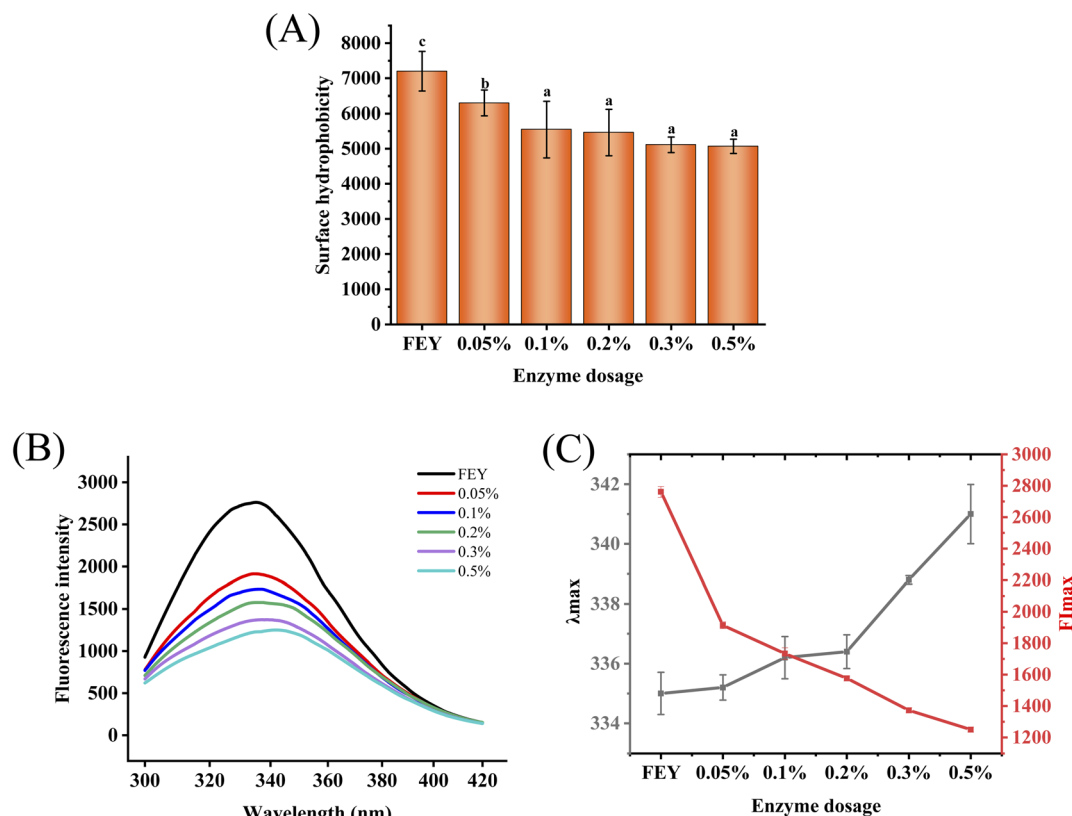 (A)
8000
7000
6000
5000
4000
3000
2000
1000
0
Surface hydrophobicity
c
b
a
a
a
a
FEY 0.05% 0.1% 0.2% 0.3% 0.5%
Enzyme dosage
(B)
3000
2500
2000
1500
1000
500
0
Fluorescence intensity
FEY
0.05%
0.1%
0.2%
0.3%
0.5%
300 320 340 360 380 400 420
Wavelength (nm)
(C)
342
340
338
336
334
λmax
3000
2800
2600
2400
2200
2000
1800
1600
1400
1200
FImax
FEY 0.05% 0.1% 0.2% 0.3% 0.5%
Enzyme dosage